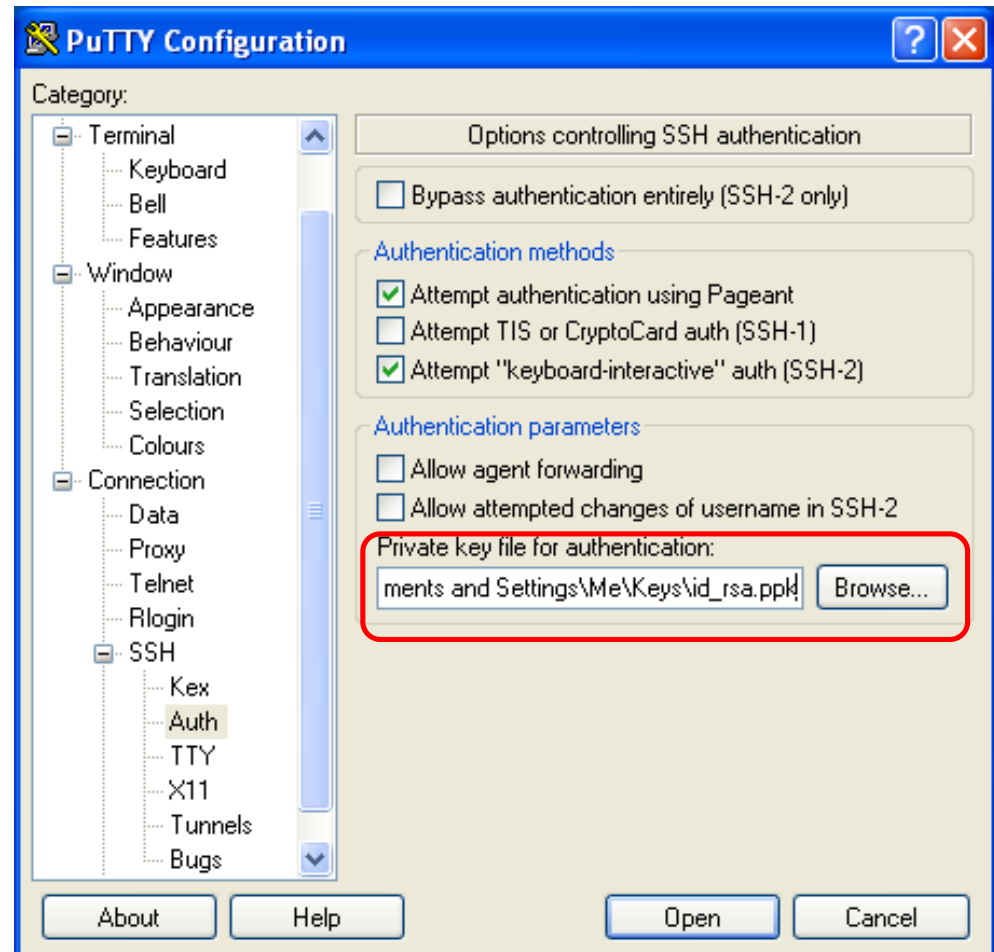 PuTTY Configuration
Category:
Terminal
Keyboard
Bell
Features
Window
Appearance
Behaviour
Translation
Selection
Colours
Connection
Data
Proxy
Telnet
Rlogin
SSH
Kex
Auth
TTY
X11
Tunnels
Bugs
Options controlling SSH authentication
Bypass authentication entirely (SSH-2 only)
Authentication methods
Attempt authentication using Pageant
Attempt TIS or CryptoCard auth (SSH-1)
Attempt "keyboard-interactive" auth (SSH-2)
Authentication parameters
Allow agent forwarding
Allow attempted changes of username in SSH-2
Private key file for authentication:
ments and Settings\Me\Keys\id_rsa.ppk Browse...
About Help Open Cancel